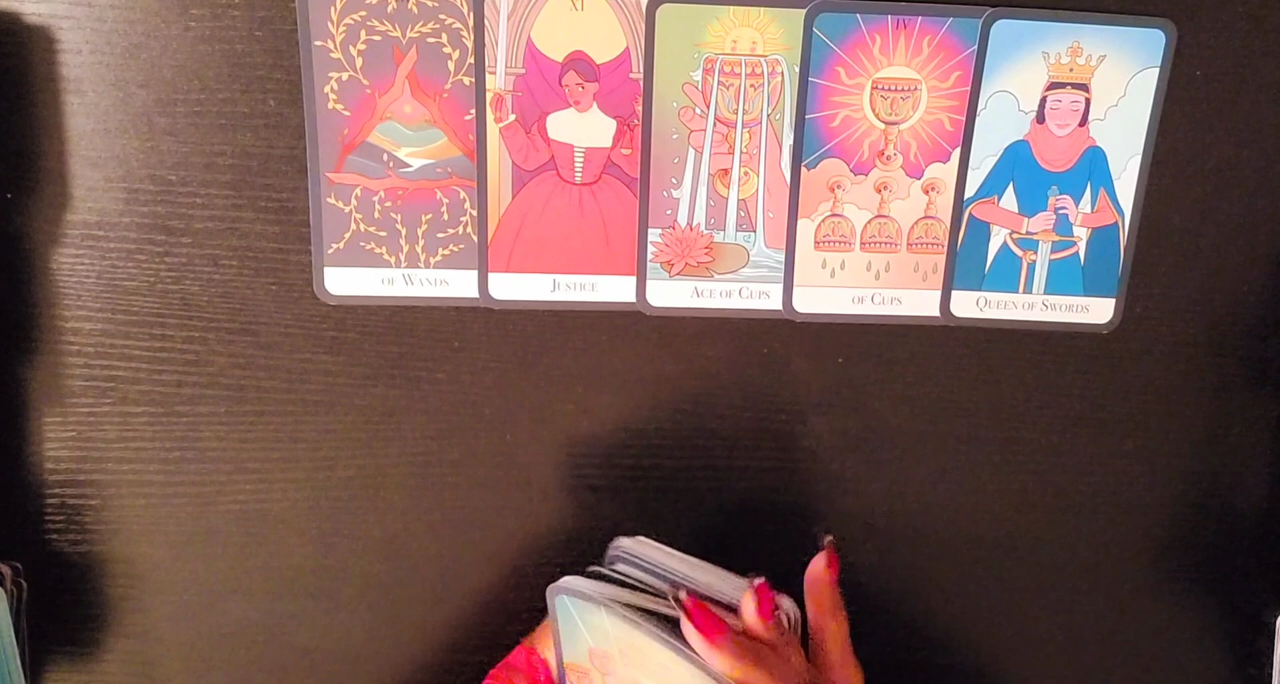 XI
IV
OF WANDS
JUSTICE
ACE OF CUPS
OF CUPS
QUEEN OF SWORDS